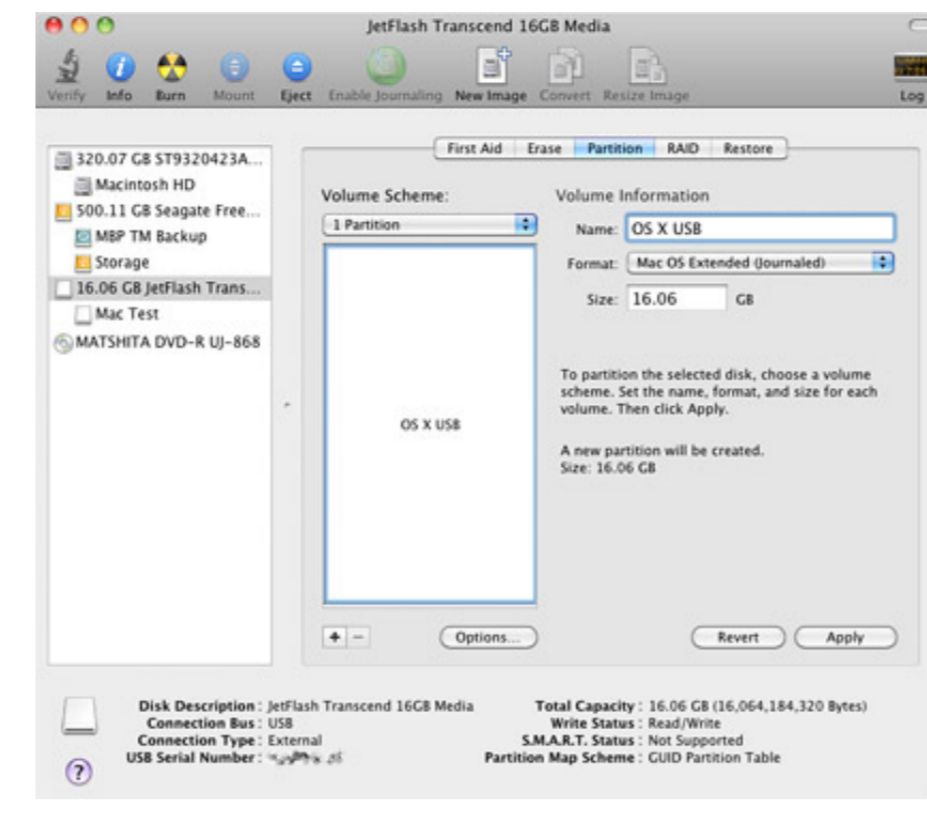 JetFlash Transcend 16GB Media
Verify Info Burn Mount Eject Enable Journaling New Image Convert Resize Image Log
First Aid Erase Partition RAID Restore
320.07 GB ST9320423A...
Macintosh HD
500.11 GB Seagate Free...
MBP TM Backup
Storage
16.06 GB JetFlash Trans...
Mac Test
MATSHITA DVD-R UJ-868
Volume Scheme:
1 Partition
OS X USB
+ −
Options...
Volume Information
Name: OS X USB
Format: Mac OS Extended (Journaled)
Size: 16.06 GB
To partition the selected disk, choose a volume
scheme. Set the name, format, and size for each
volume. Then click Apply.
A new partition will be created.
Size: 16.06 GB
Revert Apply
Disk Description : JetFlash Transcend 16GB Media
Connection Bus : USB
Connection Type : External
USB Serial Number :
Total Capacity : 16.06 GB (16,064,184,320 Bytes)
Write Status : Read/Write
S.M.A.R.T. Status : Not Supported
Partition Map Scheme : GUID Partition Table
?